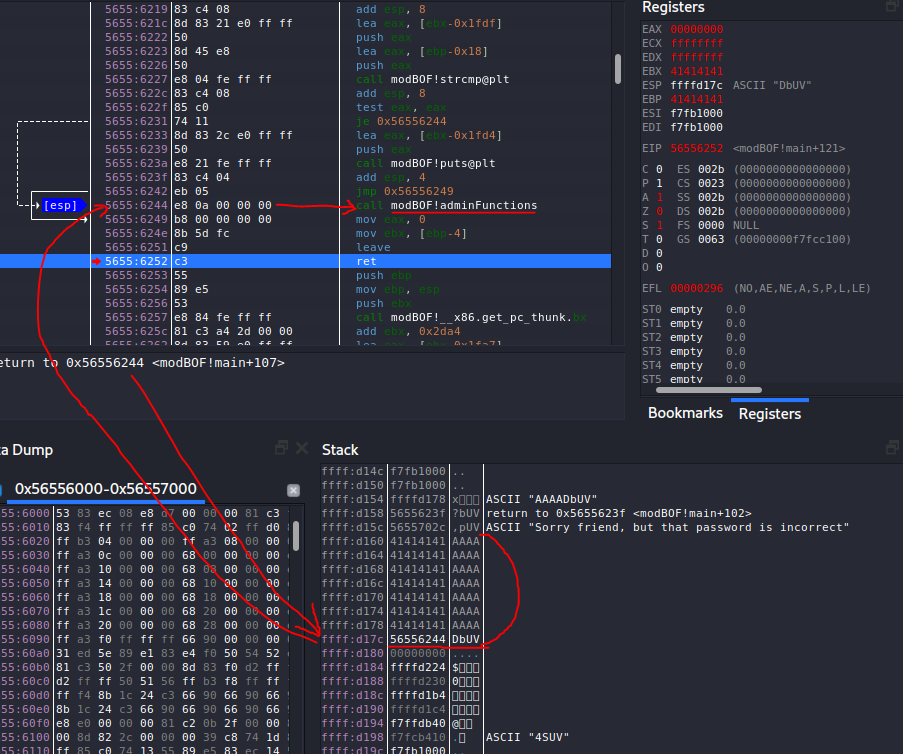 5655:6219 83 c4 08 add esp, 8
5655:621c 8d 83 21 e0 ff ff lea eax, [ebx-0x1fdf]
5655:6222 50 push eax
5655:6223 8d 45 e8 lea eax, [ebp-0x18]
5655:6226 50 push eax
5655:6227 e8 04 fe ff ff call modBOF!strcmp@plt
5655:622c 83 c4 08 add esp, 8
5655:622f 85 c0 test eax, eax
5655:6231 74 11 je 0x56556244
5655:6233 8d 83 2c e0 ff ff lea eax, [ebx-0x1fd4]
5655:6239 50 push eax
5655:623a e8 21 fe ff ff call modBOF!puts@plt
5655:623f 83 c4 04 add esp, 4
5655:6242 eb 05 jmp 0x56556249
[esp] 5655:6244 e8 0a 00 00 00 call modBOF!adminFunctions
5655:6249 b8 00 00 00 00 mov eax, 0
5655:624e 8b 5d fc mov ebx, [ebp-4]
5655:6251 c9 leave
5655:6252 c3 ret
5655:6253 55 push ebp
5655:6254 89 e5 mov ebp, esp
5655:6256 53 push ebx
5655:6257 e8 84 fe ff ff call modBOF!__x86.get_pc_thunk.bx
5655:625c 81 c3 a4 2d 00 00 add ebx, 0x2da4
5655:6262 8d 83 59 e0 ff ff lea eax, [ebx-0x1fa7]
eturn to 0x56556244 <modBOF!main+107>
Registers
EAX 00000000
ECX ffffffff
EDX ffffffff
EBX 41414141
ESP ffffd17c ASCII "DbUV"
EBP 41414141
ESI f7fb1000
EDI f7fb1000
EIP 56556252 <modBOF!main+121>
C 0 ES 002b (0000000000000000)
P 1 CS 0023 (0000000000000000)
A 1 SS 002b (0000000000000000)
Z 0 DS 002b (0000000000000000)
S 1 FS 0000 NULL
T 0 GS 0063 (00000000f7fcc100)
D 0
O 0
EFL 00000296 (NO,AE,NE,A,S,P,L,LE)
ST0 empty 0.0
ST1 empty 0.0
ST2 empty 0.0
ST3 empty 0.0
ST4 empty 0.0
ST5 empty 0.0
Bookmarks Registers
a Dump
0x56556000-0x56557000
55:6000 53 83 ec 08 e8 d7 00 00 00 81 c3
55:6010 83 f4 ff ff ff 85 c0 74 02 ff d0
55:6020 ff b3 04 00 00 00 ff a3 08 00 00
55:6030 ff a3 0c 00 00 00 68 00 00 00 00
55:6040 ff a3 10 00 00 00 68 08 00 00 00
55:6050 ff a3 14 00 00 00 68 10 00 00 00
55:6060 ff a3 18 00 00 00 68 18 00 00 00
55:6070 ff a3 1c 00 00 00 68 20 00 00 00
55:6080 ff a3 20 00 00 00 68 28 00 00 00
55:6090 ff a3 f0 ff ff ff 66 90 00 00 00
55:60a0 31 ed 5e 89 e1 83 e4 f0 50 54 52
55:60b0 81 c3 50 2f 00 00 8d 83 f0 d2 ff
55:60c0 d2 ff ff 50 51 56 ff b3 f8 ff ff
55:60d0 ff f4 8b 1c 24 c3 66 90 66 90 66
55:60e0 8b 1c 24 c3 66 90 66 90 66 90 66
55:60f0 e8 e0 00 00 00 81 c2 0b 2f 00 00
55:6100 00 8d 82 2c 00 00 00 39 c8 74 1d
55:6110 ff 85 c0 74 13 55 89 e5 83 ec 14
Stack
ffff:d14c f7fb1000 ..
ffff:d150 f7fb1000 ..
ffff:d154 ffffd178 x ASCII "AAAADbUV"
ffff:d158 5655623f ?bUV return to 0x5655623f <modBOF!main+102>
ffff:d15c 5655702c ,pUV ASCII "Sorry friend, but that password is incorrect"
ffff:d160 41414141 AAAA
ffff:d164 41414141 AAAA
ffff:d168 41414141 AAAA
ffff:d16c 41414141 AAAA
ffff:d170 41414141 AAAA
ffff:d174 41414141 AAAA
ffff:d178 41414141 AAAA
ffff:d17c 56556244 DbUV
ffff:d180 00000000 ....
ffff:d184 ffffd224 $
ffff:d188 ffffd230 0
ffff:d18c ffffd1b4
ffff:d190 ffffd1c4
ffff:d194 f7ffdb40 @
ffff:d198 f7fcb410 . ASCII "4SUV"
ffff:d19c f7fb1000 ..